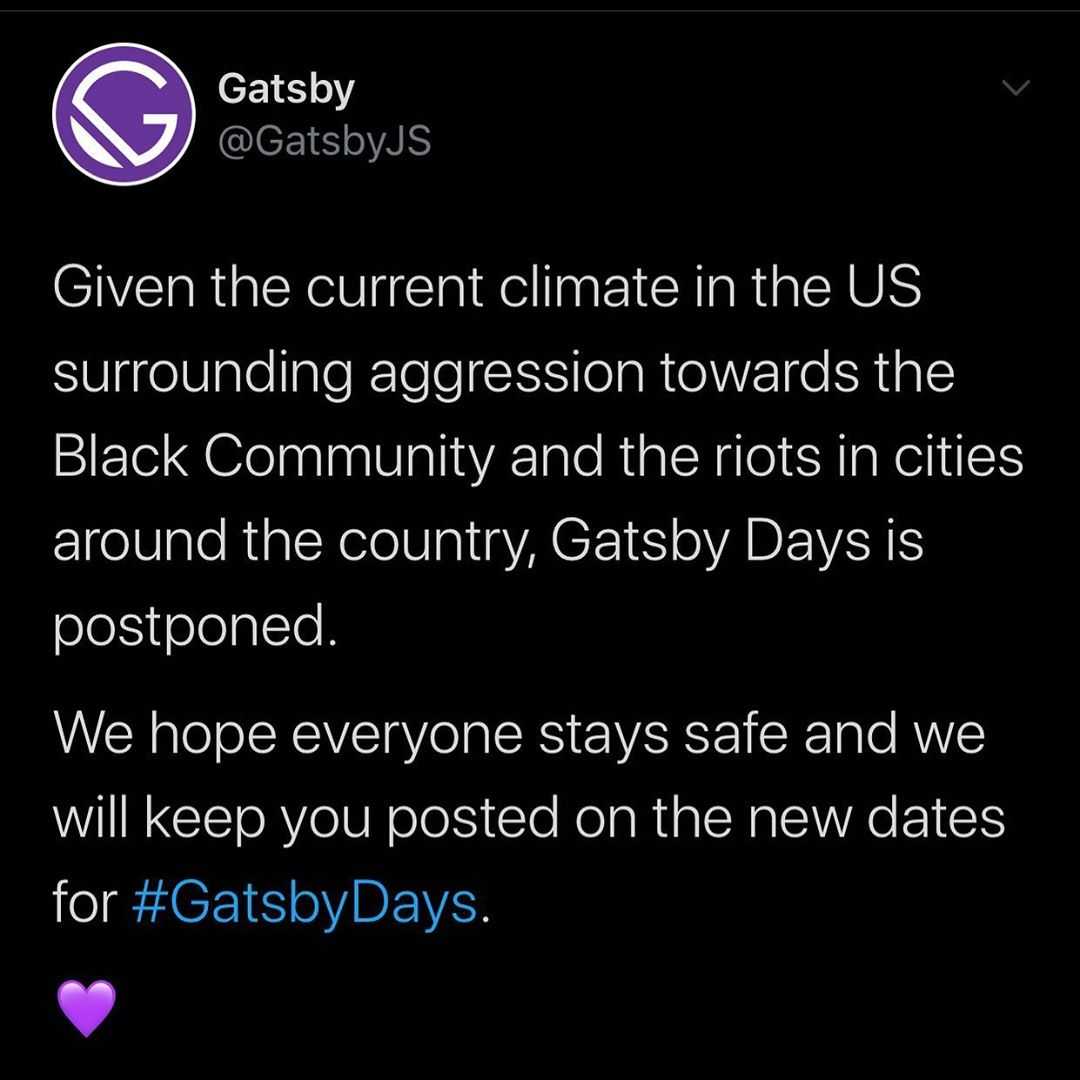 Gatsby
@GatsbyJS
Given the current climate in the US
surrounding aggression towards the
Black Community and the riots in cities
around the country, Gatsby Days is
postponed.
We hope everyone stays safe and we
will keep you posted on the new dates
for #GatsbyDays.
💜